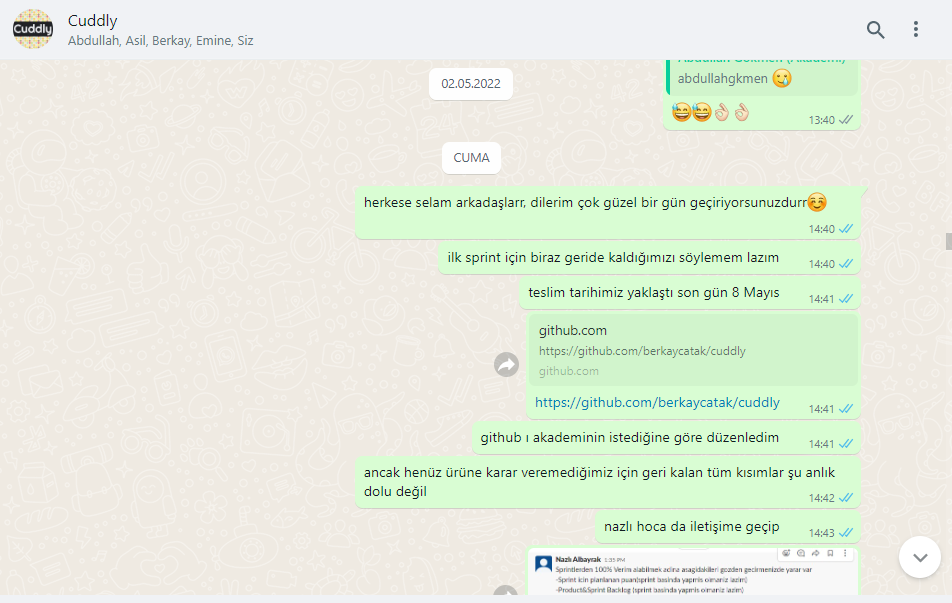 Cuddly
Cuddly
Abdullah, Asil, Berkay, Emine, Siz
02.05.2022
abdullahgkmen 🥲
😅😅👌🏻👌🏻
13:40
CUMA
herkese selam arkadaşlarr, dilerim çok güzel bir gün geçiriyorsunuzdurr☺️
14:40
ilk sprint için biraz geride kaldığımızı söylemem lazım
14:40
teslim tarihimiz yaklaştı son gün 8 Mayıs
14:41
github.com
https://github.com/berkaycatak/cuddly
github.com
https://github.com/berkaycatak/cuddly
14:41
github ı akademinin istediğine göre düzenledim
14:41
ancak henüz ürüne karar veremediğimiz için geri kalan tüm kısımlar şu anlık
dolu değil
14:42
nazlı hoca da iletişime geçip
14:43
Nazlı Albayrak 1:35 PM
Sprintlerden 100% Verim alabilmek adina asagidakileri gozden gecirmenizde yarar var
-Sprint icin planlanan puan(sprint basinda yapmis olmaniz lazim)
-Product&Sprint Backlog (sprint basinda yapmis olmaniz lazim)